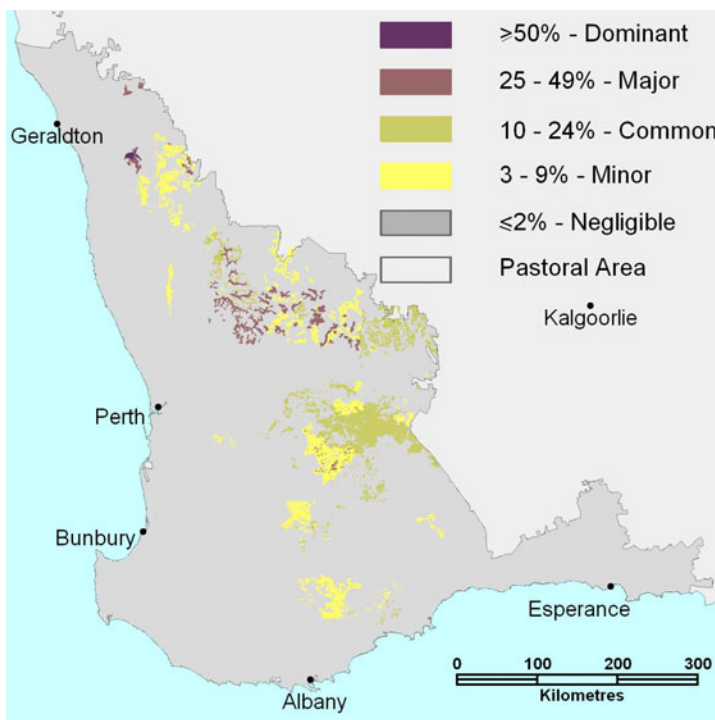 ⩾50% - Dominant
25 - 49% - Major
10 - 24% - Common
3 - 9% - Minor
⩽2% - Negligible
Pastoral Area
Geraldton
Kalgoorlie
Perth
Bunbury
Esperance
Albany
0 100 200 300
Kilometres